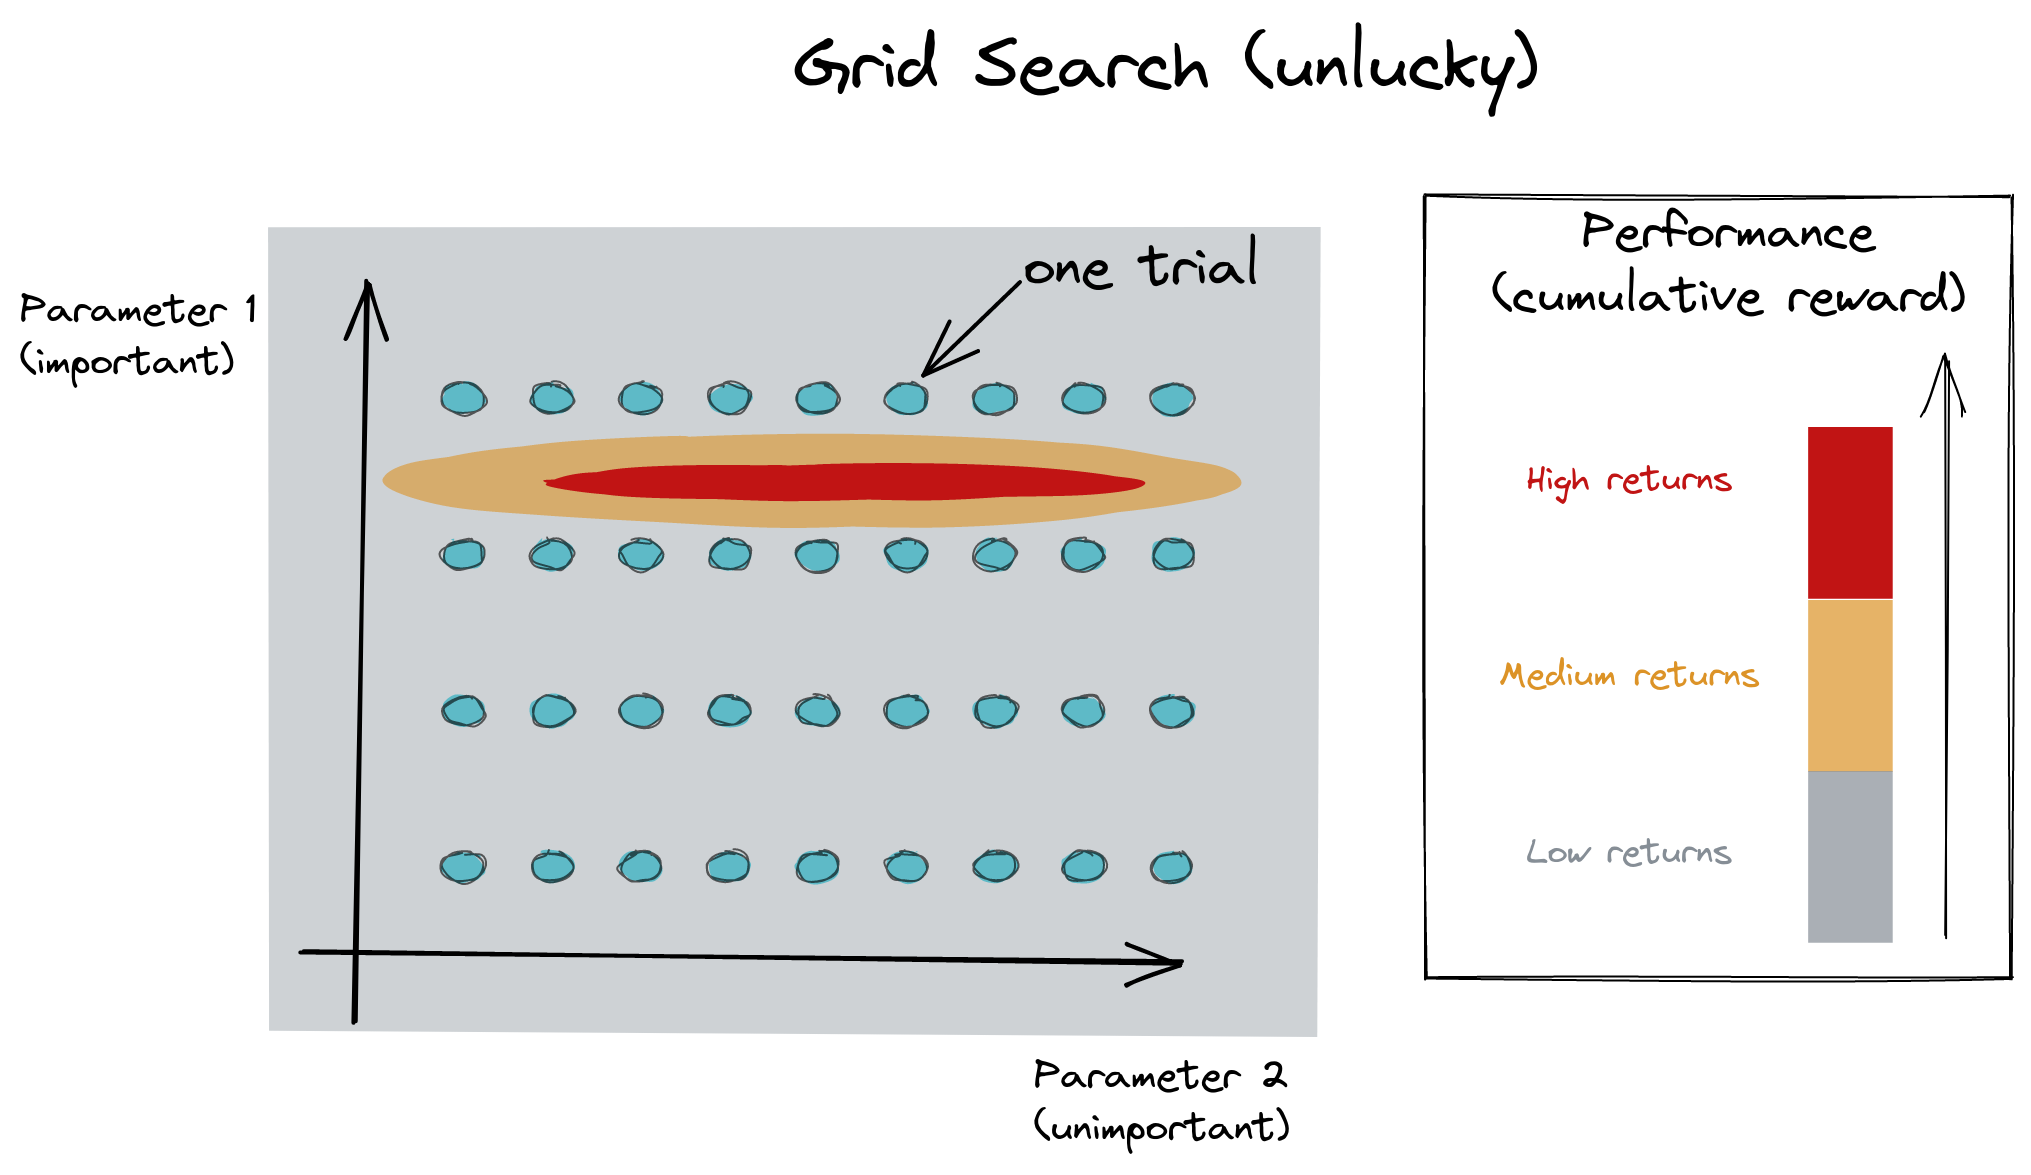 Grid Search (unlucky)
Parameter 1
(important)
one trial
Parameter 2
(unimportant)
Performance
(cumulative reward)
High returns
Medium returns
Low returns